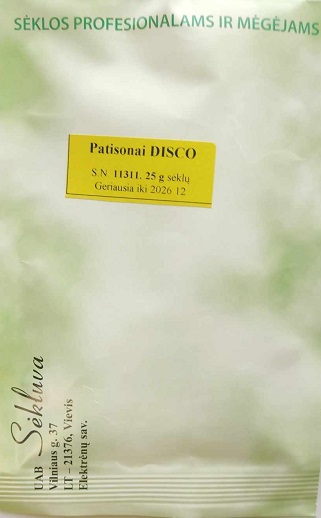 SĖKLOS PROFESIONALAMS IR MĖGĖJAMS
Patisonai DISCO
S.N. 11311. 25 g sėklų
Geriausia iki 2026 12
UAB Sėkluva
Vilniaus g. 37
LT – 21376, Vievis
Elektrėnų sav.